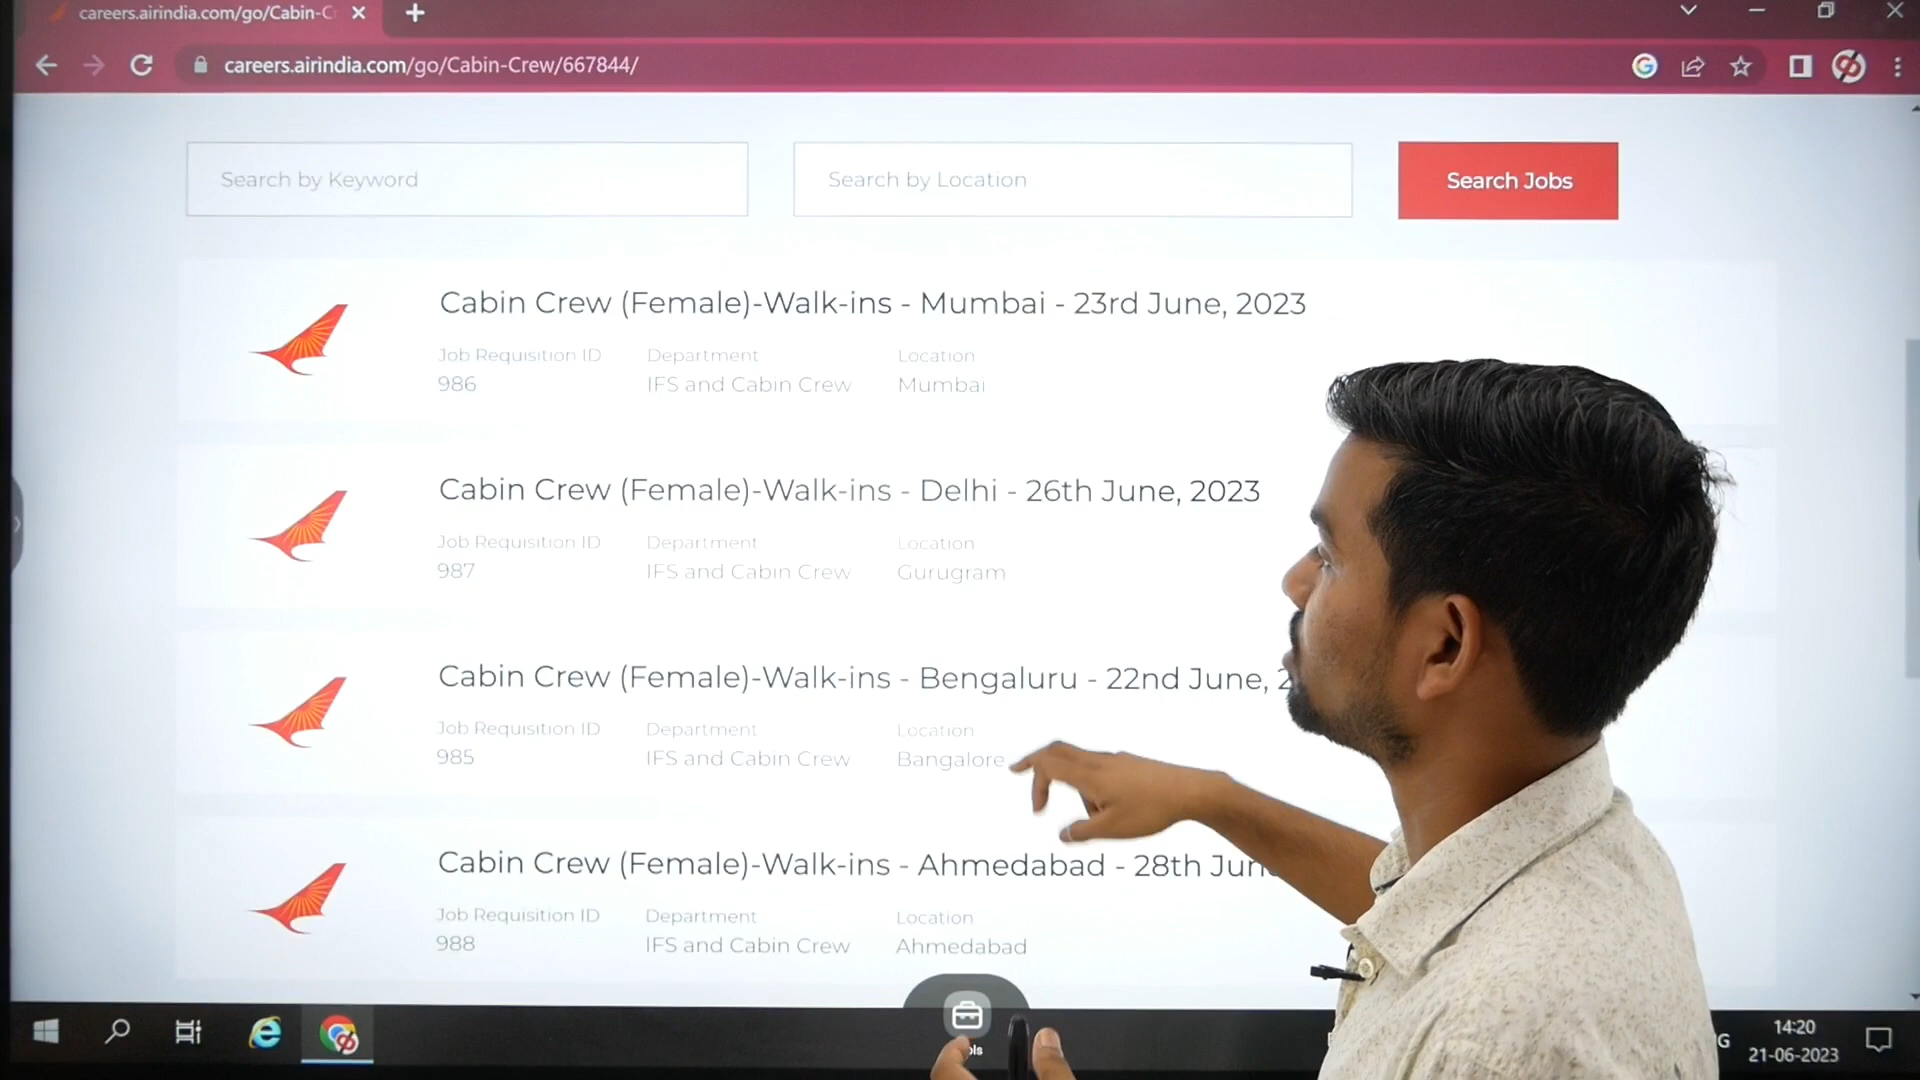 careers.airindia.com/go/Cabin-C
careers.airindia.com/go/Cabin-Crew/667844/
Search by Keyword
Search by Location
Search Jobs
Cabin Crew (Female)-Walk-ins - Mumbai - 23rd June, 2023
Job Requisition ID
Department
Location
986
IFS and Cabin Crew
Mumbai
Cabin Crew (Female)-Walk-ins - Delhi - 26th June, 2023
Job Requisition ID
Department
Location
987
IFS and Cabin Crew
Gurugram
Cabin Crew (Female)-Walk-ins - Bengaluru - 22nd June, 2
Job Requisition ID
Department
Location
985
IFS and Cabin Crew
Bangalore
Cabin Crew (Female)-Walk-ins - Ahmedabad - 28th Jun
Job Requisition ID
Department
Location
988
IFS and Cabin Crew
Ahmedabad
ols
G
14:20
21-06-2023